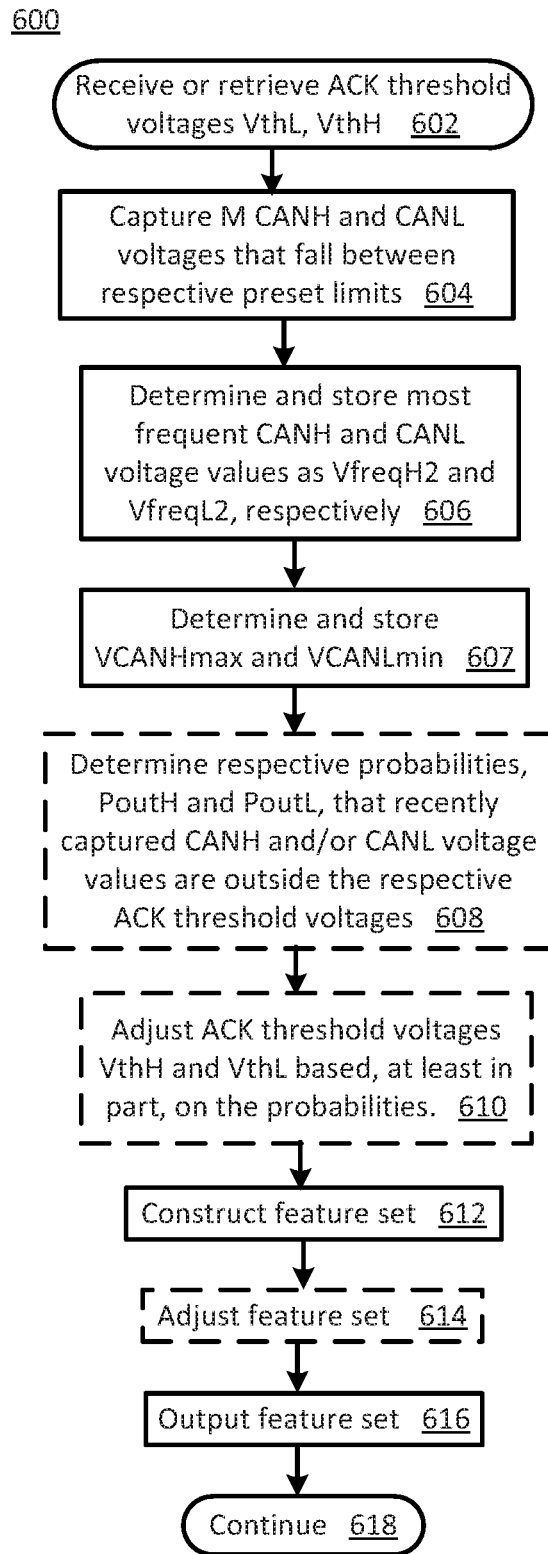 600
Receive or retrieve ACK threshold
voltages VthL, VthH 602
Capture M CANH and CANL
voltages that fall between
respective preset limits 604
Determine and store most
frequent CANH and CANL
voltage values as VfreqH2 and
VfreqL2, respectively 606
Determine and store
VCANHmax and VCANLmin 607
Determine respective probabilities,
PoutH and PoutL, that recently
captured CANH and/or CANL voltage
values are outside the respective
ACK threshold voltages 608
Adjust ACK threshold voltages
VthH and VthL based, at least in
part, on the probabilities. 610
Construct feature set 612
Adjust feature set 614
Output feature set 616
Continue 618